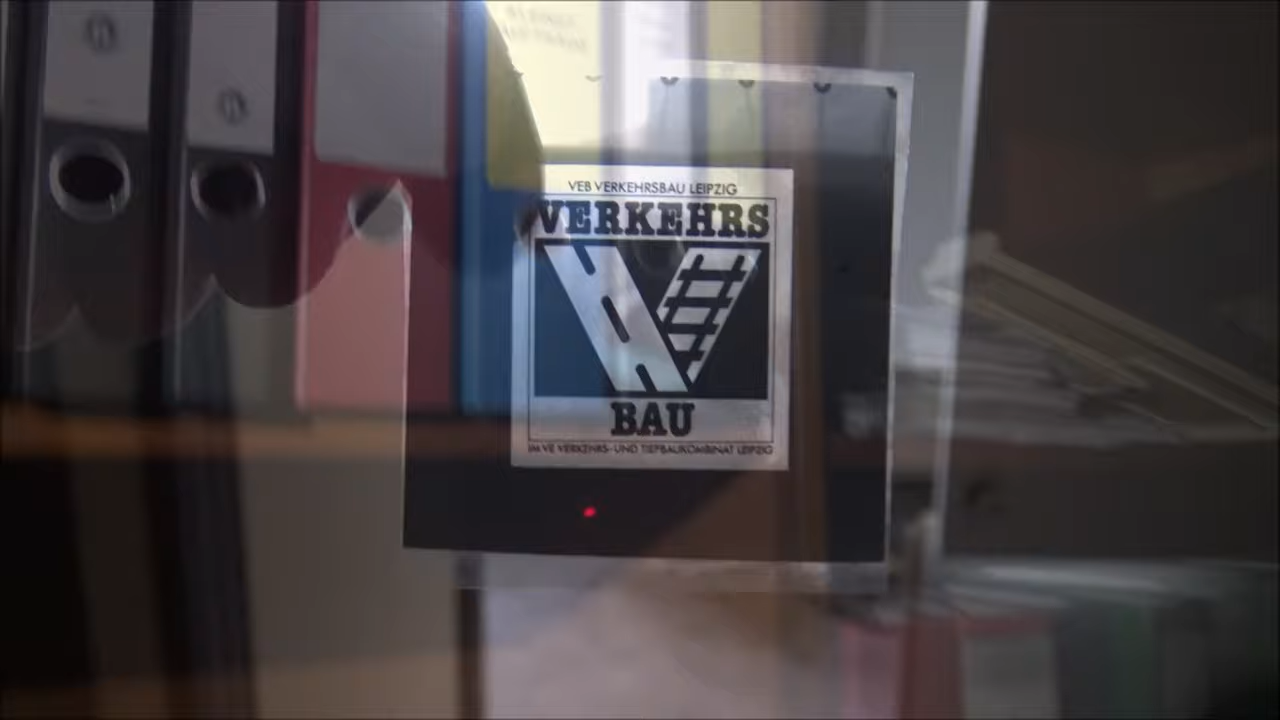 VEB VERKEHRSBAU LEIPZIG
VERKEHRS
BAU
IM VE VERKEHRS- UND TIEFBAUKOMBINAT LEIPZIG